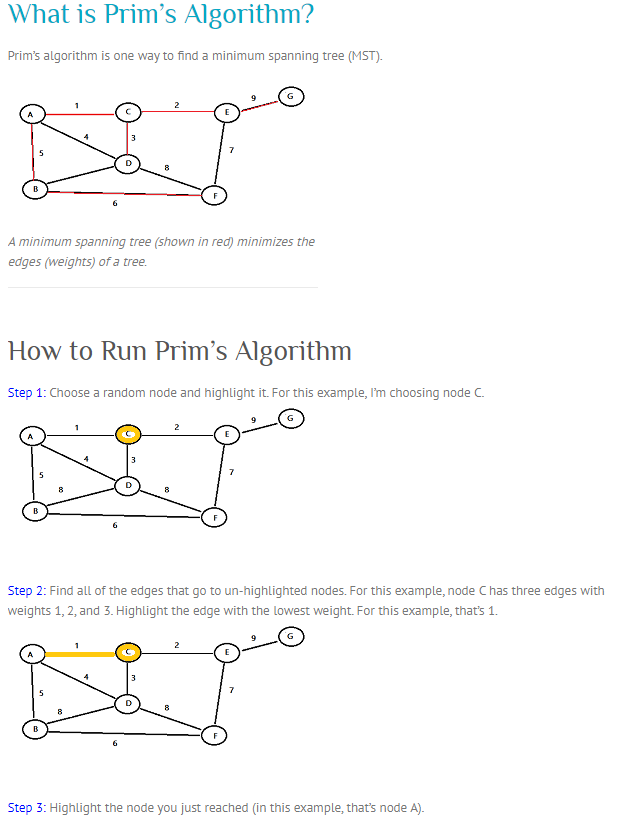 What is Prim's Algorithm?
Prim's algorithm is one way to find a minimum spanning tree (MST).
9 G
1 2
A C E
4 3
5 7
D 8
B
F
6
A minimum spanning tree (shown in red) minimizes the
edges (weights) of a tree.
How to Run Prim's Algorithm
Step 1: Choose a random node and highlight it. For this example, I'm choosing node C.
9 G
1 2
A C E
4 3
5 7
8 D 8
B
F
6
Step 2: Find all of the edges that go to un-highlighted nodes. For this example, node C has three edges with
weights 1, 2, and 3. Highlight the edge with the lowest weight. For this example, that's 1.
9 G
1 2
A C E
4 3
5 7
8 D 8
B
F
6
Step 3: Highlight the node you just reached (in this example, that's node A).